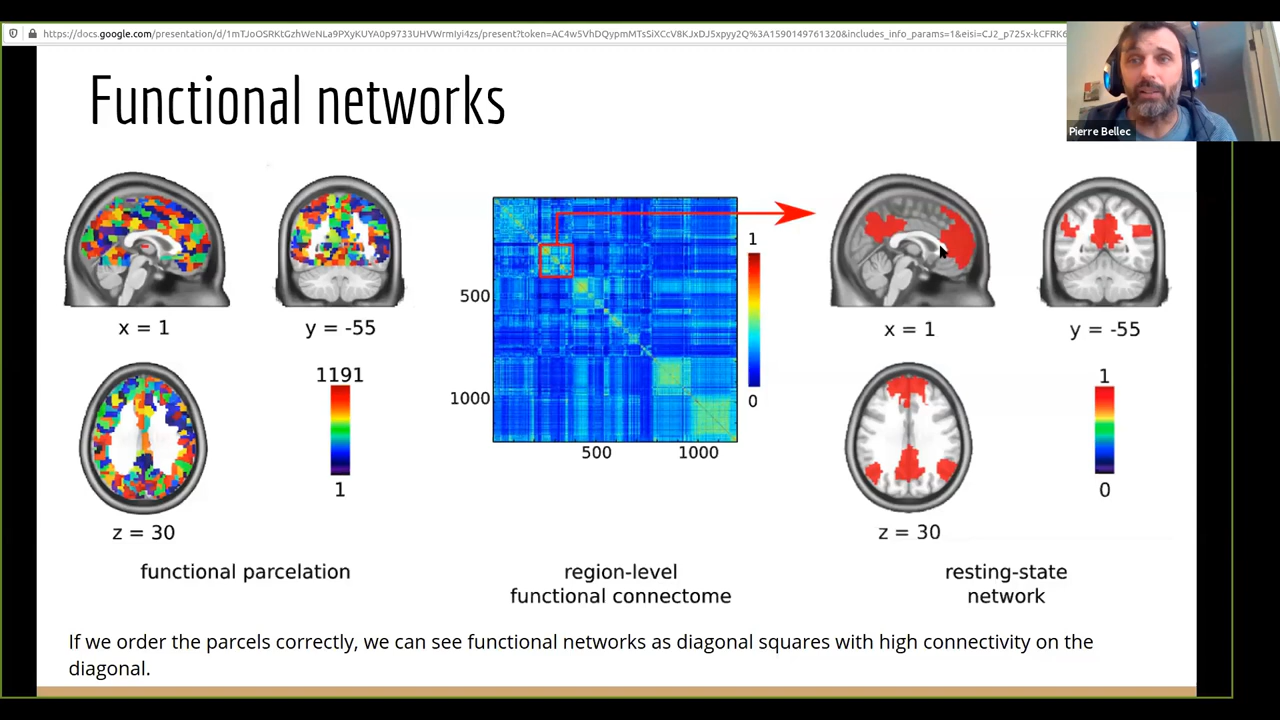 Functional networks
Pierre Bellec
x = 1
y = -55
1191
1
z = 30
functional parcelation
500
1000
500
1000
1
0
region-level
functional connectome
x = 1
y = -55
1
0
z = 30
resting-state
network
If we order the parcels correctly, we can see functional networks as diagonal squares with high connectivity on the
diagonal.